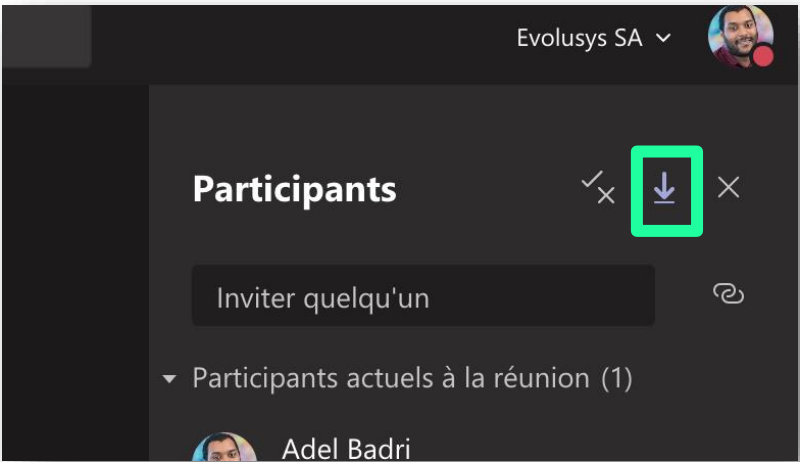 Evolusys SA
Participants
Inviter quelqu'un
Participants actuels à la réunion (1)
Adel Badri